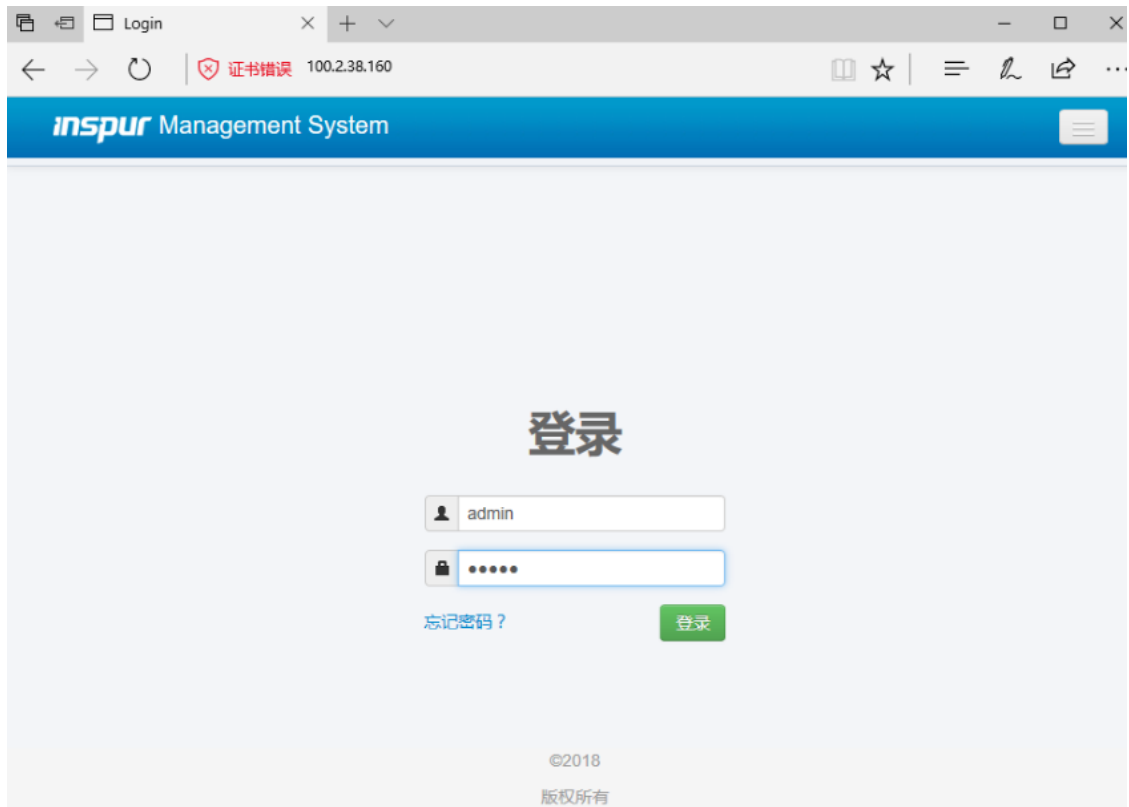 Login
证书错误 100.2.38.160
inspur Management System
登录
admin
•••••
忘记密码？ 登录
©2018
版权所有